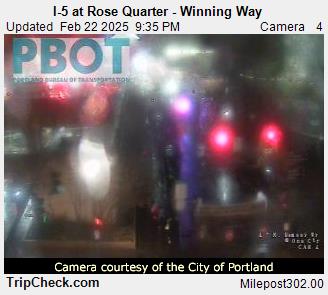 I-5 at Rose Quarter - Winning Way
Updated Feb 22 2025 9:35 PM Camera 4
PBOT
PORTLAND BUREAU OF TRANSPORTATION
Camera courtesy of the City of Portland
TripCheck.com Milepost302.00